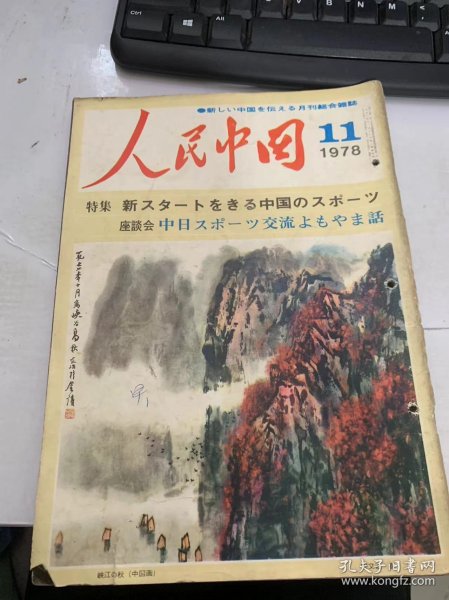 ●新しい中国を伝える月刊総合雑誌
人民中国
11
1978
特集 新スタートをきる中国のスポーツ
座談会 中日スポーツ交流よもやま話
峡江の秋（中国画）
孔夫子旧书网
www.kongfz.com